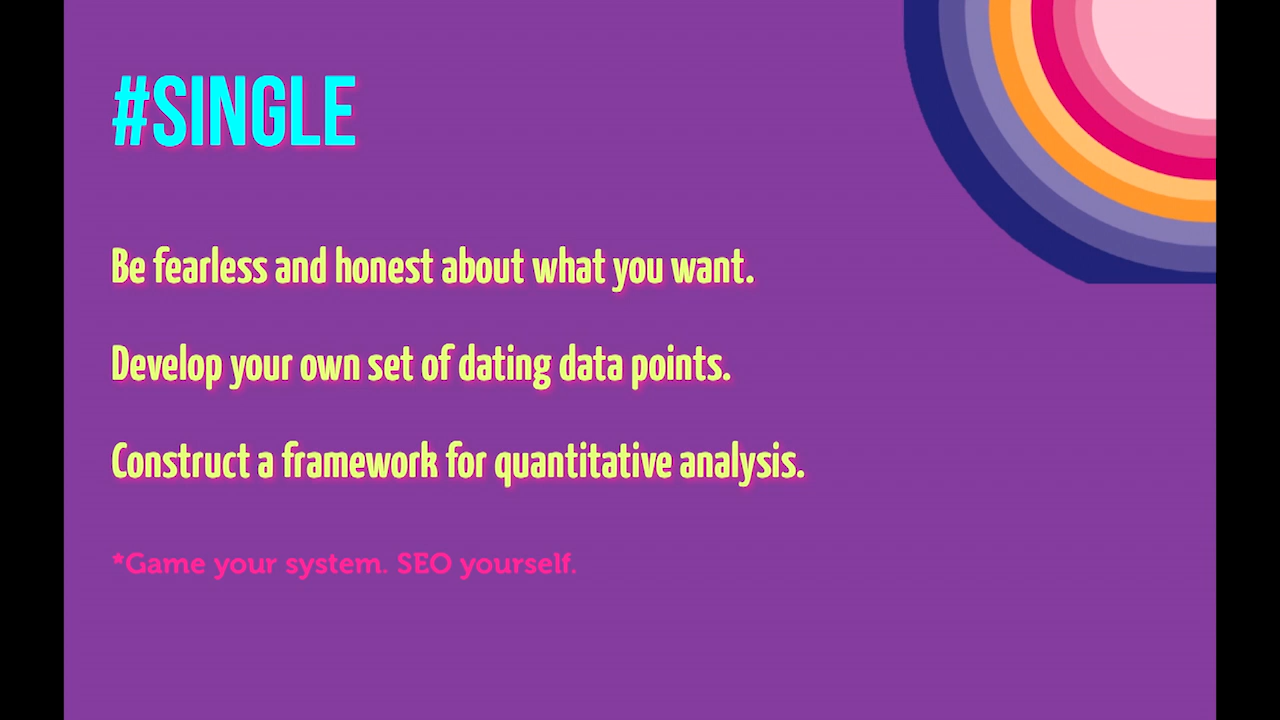 #SINGLE
Be fearless and honest about what you want.
Develop your own set of dating data points.
Construct a framework for quantitative analysis.
*Game your system. SEO yourself.